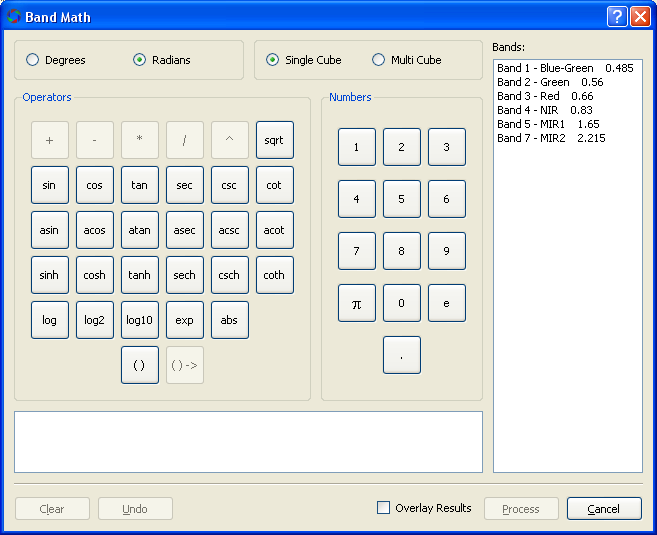 Band Math
Degrees Radians Single Cube Multi Cube
Bands:
Band 1 - Blue-Green 0.485
Band 2 - Green 0.56
Band 3 - Red 0.66
Band 4 - NIR 0.83
Band 5 - MIR1 1.65
Band 7 - MIR2 2.215
Operators
+ - * / ^ sqrt
sin cos tan sec csc cot
asin acos atan asec acsc acot
sinh cosh tanh sech csch coth
log log2 log10 exp abs
( ) ( ) ->
Numbers
1 2 3
4 5 6
7 8 9
π 0 e
.
Clear Undo Overlay Results Process Cancel